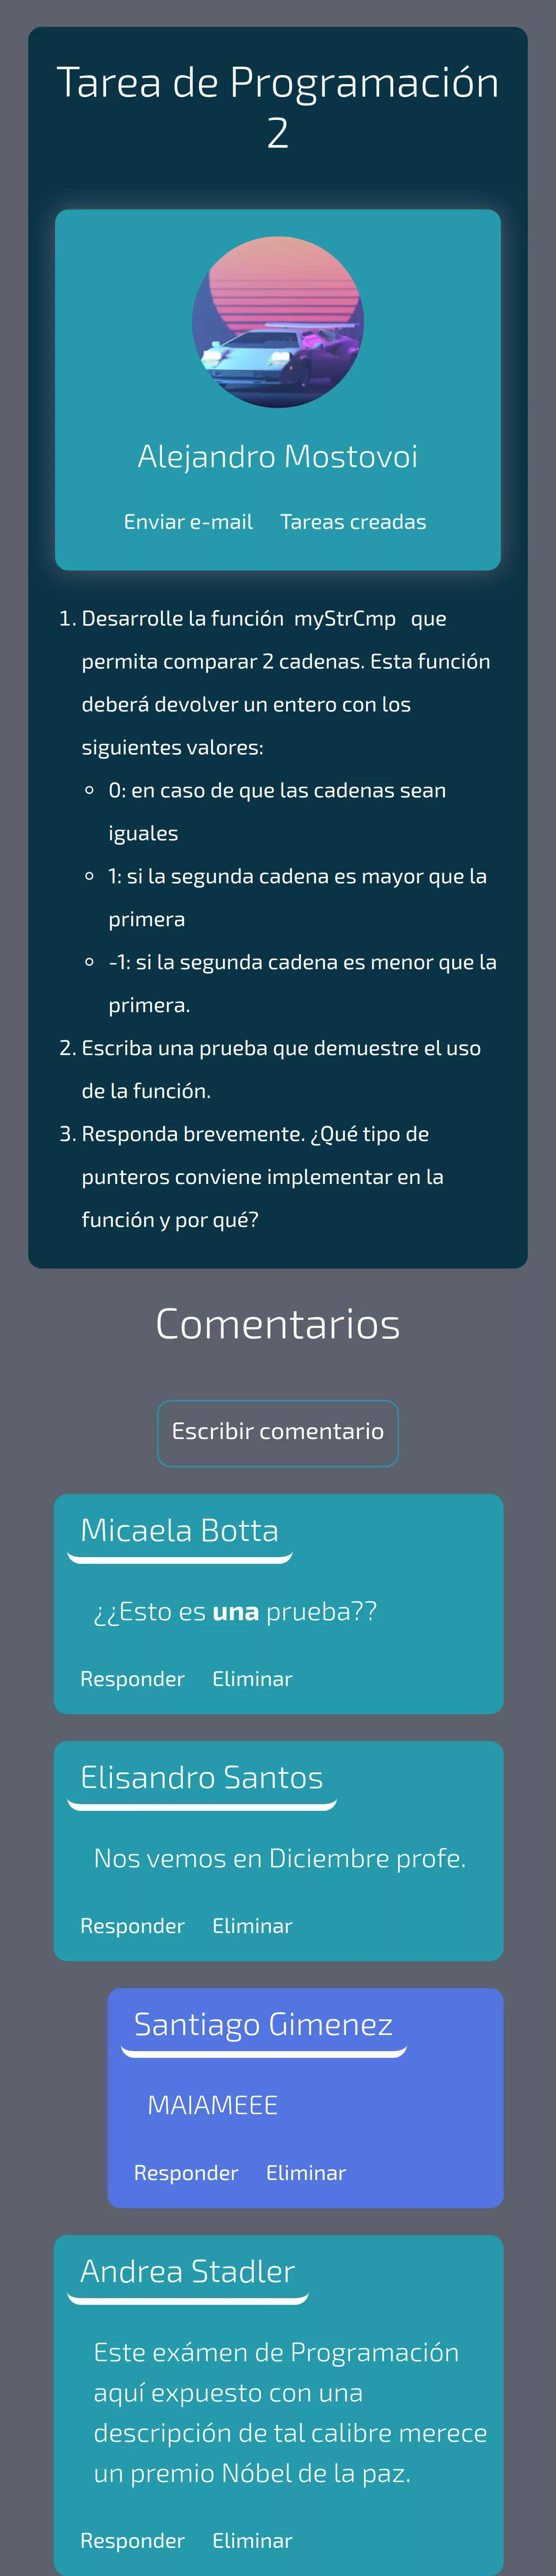 Tarea de Programación
2
Alejandro Mostovoi
Enviar e-mail Tareas creadas
1. Desarrolle la función myStrCmp que
permita comparar 2 cadenas. Esta función
deberá devolver un entero con los
siguientes valores:
0: en caso de que las cadenas sean
iguales
1: si la segunda cadena es mayor que la
primera
-1: si la segunda cadena es menor que la
primera.
2. Escriba una prueba que demuestre el uso
de la función.
3. Responda brevemente. ¿Qué tipo de
punteros conviene implementar en la
función y por qué?
Comentarios
Escribir comentario
Micaela Botta
¿¿Esto es una prueba??
Responder Eliminar
Elisandro Santos
Nos vemos en Diciembre profe.
Responder Eliminar
Santiago Gimenez
MAIAMEEE
Responder Eliminar
Andrea Stadler
Este exámen de Programación
aquí expuesto con una
descripción de tal calibre merece
un premio Nóbel de la paz.
Responder Eliminar